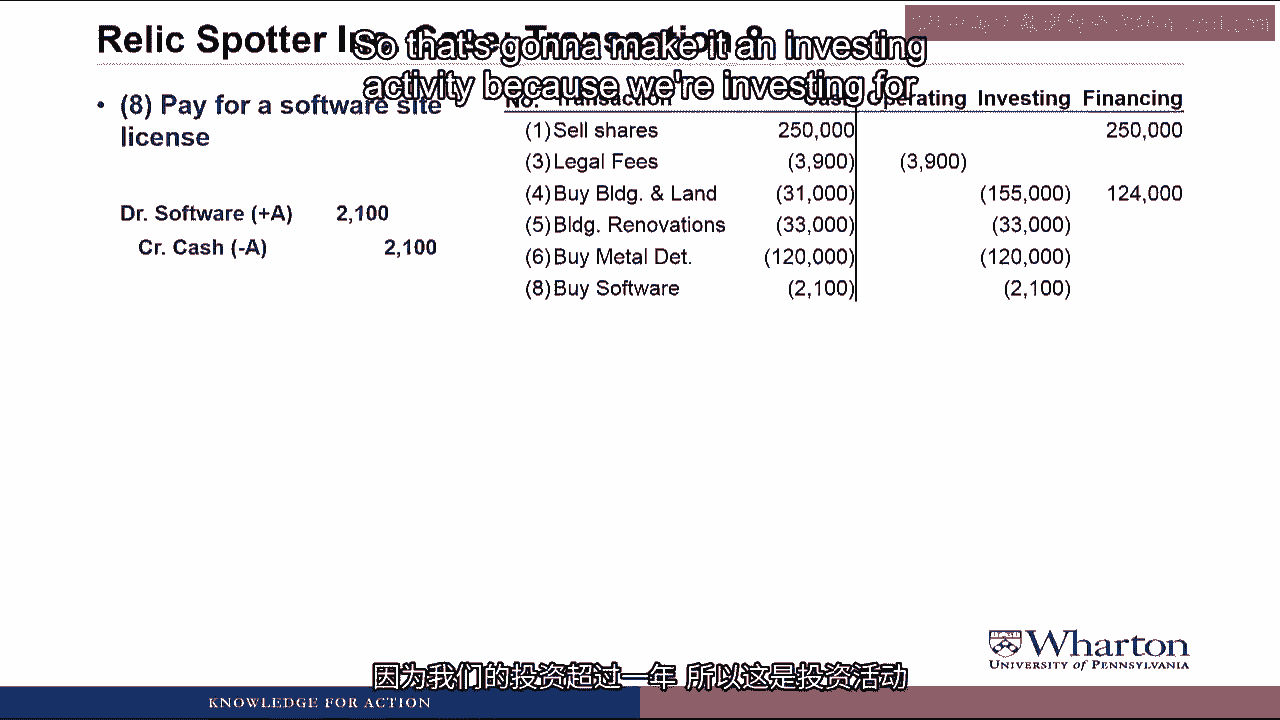 Relic Spotter Inc. Case: Transaction 8
So that's gonna make it an investing
activity because we're investing for
• (8) Pay for a software site
license
Dr. Software (+A) 2,100
Cr. Cash (-A) 2,100
No. Transaction Cash Operating Investing Financing
(1) Sell shares 250,000 250,000
(3) Legal Fees (3,900) (3,900)
(4) Buy Bldg. & Land (31,000) (155,000) 124,000
(5) Bldg. Renovations (33,000) (33,000)
(6) Buy Metal Det. (120,000) (120,000)
(8) Buy Software (2,100) (2,100)
Wharton
UNIVERSITY of PENNSYLVANIA
因为我们的投资超过一年 所以这是投资活动
KNOWLEDGE FOR ACTION